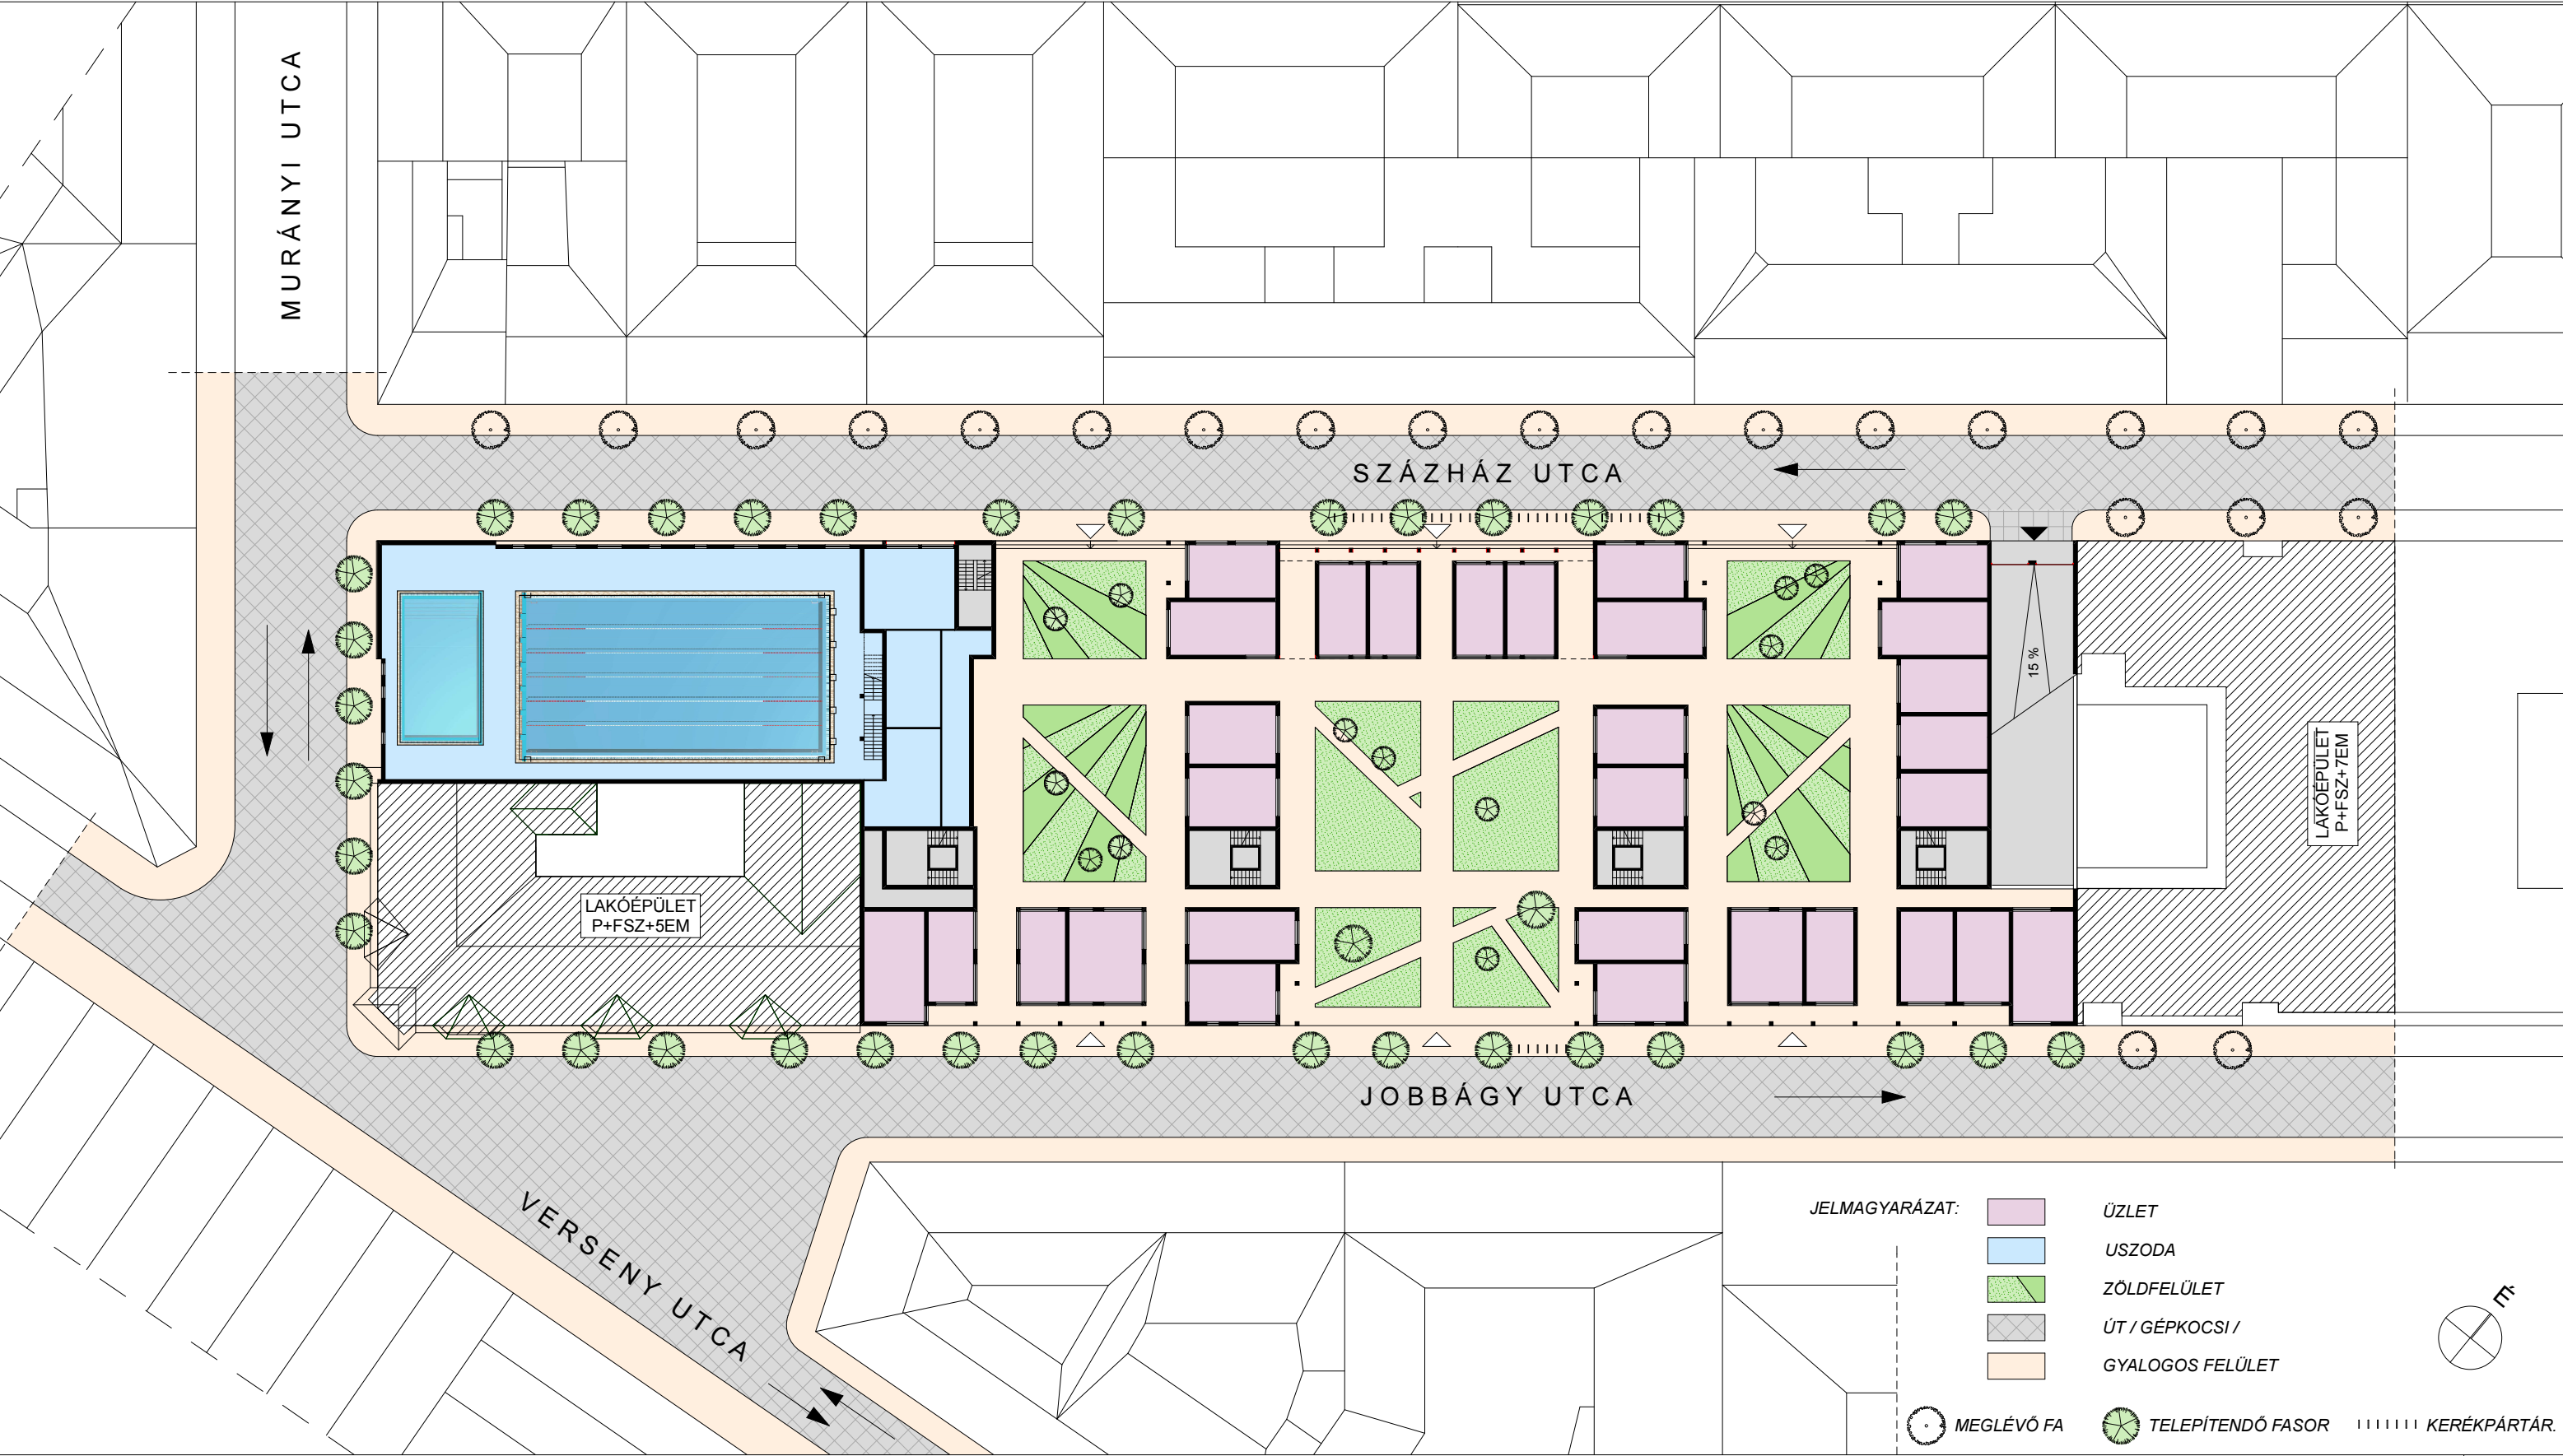 MURÁNYI UTCA
SZÁZHÁZ UTCA
15 %
LAKÓÉPÜLET
P+FSZ+7EM
LAKÓÉPÜLET
P+FSZ+5EM
JOBBÁGY UTCA
VERSENY UTCA
JELMAGYARÁZAT:
ÜZLET
USZODA
ZÖLDFELÜLET
ÚT / GÉPKOCSI /
GYALOGOS FELÜLET
É
MEGLÉVŐ FA
TELEPÍTENDŐ FASOR
KERÉKPÁRTÁR.